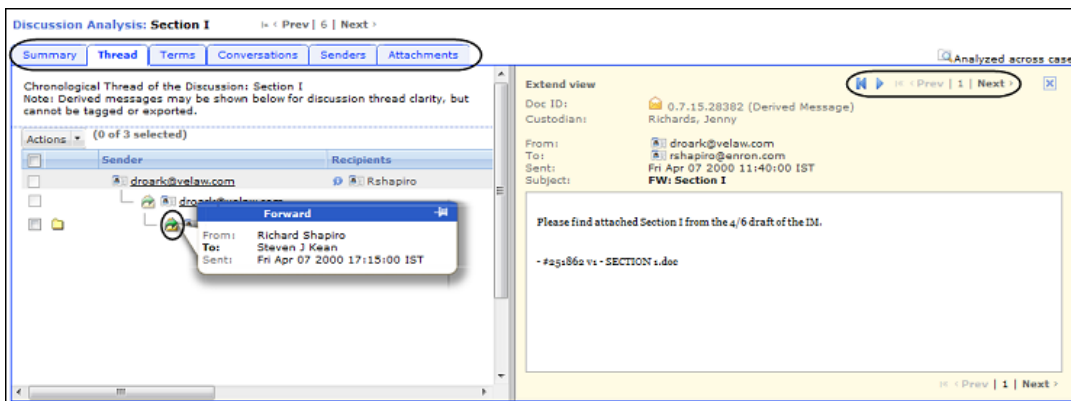 Discussion Analysis: Section I
Prev | 6 | Next
Summary Thread Terms Conversations Senders Attachments
Analyzed across case
Chronological Thread of the Discussion: Section I
Note: Derived messages may be shown below for discussion thread clarity, but
cannot be tagged or exported.
Actions (0 of 3 selected)
Sender Recipients
droark@velaw.com Rshapiro
droark@velaw.com
Forward
From: Richard Shapiro
To: Steven J Kean
Sent: Fri Apr 07 2000 17:15:00 IST
Extend view
Prev | 1 | Next
Doc ID: 0.7.15.28382 (Derived Message)
Custodian: Richards, Jenny
From: droark@velaw.com
To: rshapiro@enron.com
Sent: Fri Apr 07 2000 11:40:00 IST
Subject: FW: Section I
Please find attached Section I from the 4/6 draft of the IM.
- #251862 v1 - SECTION 1.doc
Prev | 1 | Next